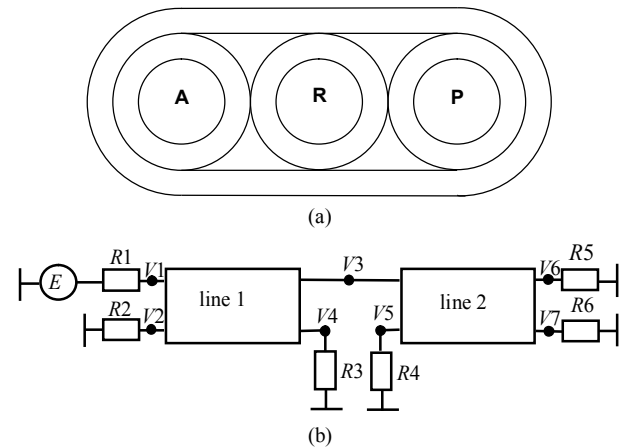 A R P
(a)
E R1 V1 line 1 V3 line 2 V6 R5
R2 V2 V4 V5 V7 R6
R3 R4
(b)